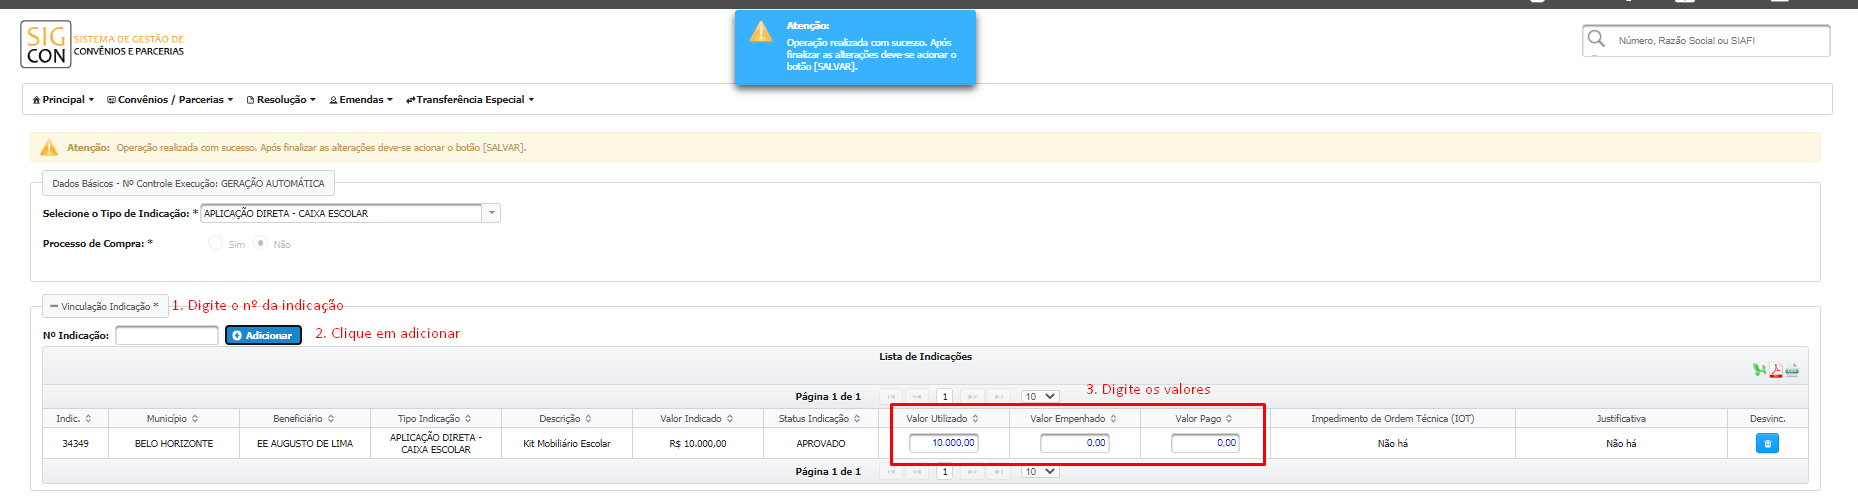 Atenção:
Operação realizada com sucesso. Após
finalizar as alterações deve-se acionar o
botão [SALVAR].
SIG
CON
SISTEMA DE GESTÃO DE
CONVÊNIOS E PARCERIAS
Número, Razão Social ou SIAFI
Principal Convênios / Parcerias Resolução Emendas Transferência Especial
Atenção: Operação realizada com sucesso. Após finalizar as alterações deve-se acionar o botão [SALVAR].
Dados Básicos - Nº Controle Execução: GERAÇÃO AUTOMÁTICA
Selecione o Tipo de Indicação: * APLICAÇÃO DIRETA - CAIXA ESCOLAR
Processo de Compra: * Sim Não
Vinculação Indicação * 1. Digite o nº da indicação
Nº Indicação: Adicionar 2. Clique em adicionar
Lista de Indicações
Página 1 de 1 1 10 3. Digite os valores
Indic. Município Beneficiário Tipo Indicação Descrição Valor Indicado Status Indicação Valor Utilizado Valor Empenhado Valor Pago Impedimento de Ordem Técnica (IOT) Justificativa Desvinc.
34349 BELO HORIZONTE EE AUGUSTO DE LIMA APLICAÇÃO DIRETA - CAIXA ESCOLAR Kit Mobiliário Escolar R$ 10.000,00 APROVADO 10.000,00 0,00 0,00 Não há Não há
Página 1 de 1 1 10